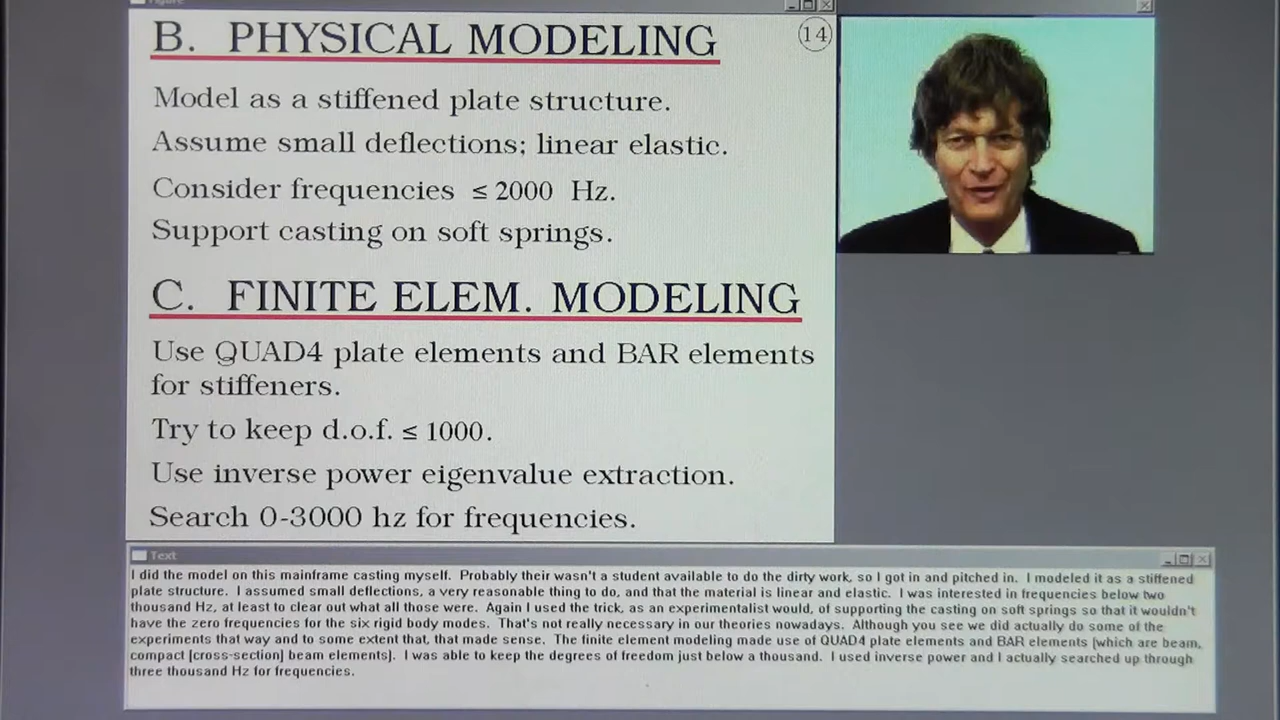 Figure
B. PHYSICAL MODELING
14
Model as a stiffened plate structure.
Assume small deflections; linear elastic.
Consider frequencies ≤ 2000 Hz.
Support casting on soft springs.
C. FINITE ELEM. MODELING
Use QUAD4 plate elements and BAR elements
for stiffeners.
Try to keep d.o.f. ≤ 1000.
Use inverse power eigenvalue extraction.
Search 0-3000 hz for frequencies.
Text
I did the model on this mainframe casting myself. Probably their wasn't a student available to do the dirty work, so I got in and pitched in. I modeled it as a stiffened
plate structure. I assumed small deflections, a very reasonable thing to do, and that the material is linear and elastic. I was interested in frequencies below two
thousand Hz, at least to clear out what all those were. Again I used the trick, as an experimentalist would, of supporting the casting on soft springs so that it wouldn't
have the zero frequencies for the six rigid body modes. That's not really necessary in our theories nowadays. Although you see we did actually do some of the
experiments that way and to some extent that, that made sense. The finite element modeling made use of QUAD4 plate elements and BAR elements [which are beam,
compact [cross-section] beam elements]. I was able to keep the degrees of freedom just below a thousand. I used inverse power and I actually searched up through
three thousand Hz for frequencies.